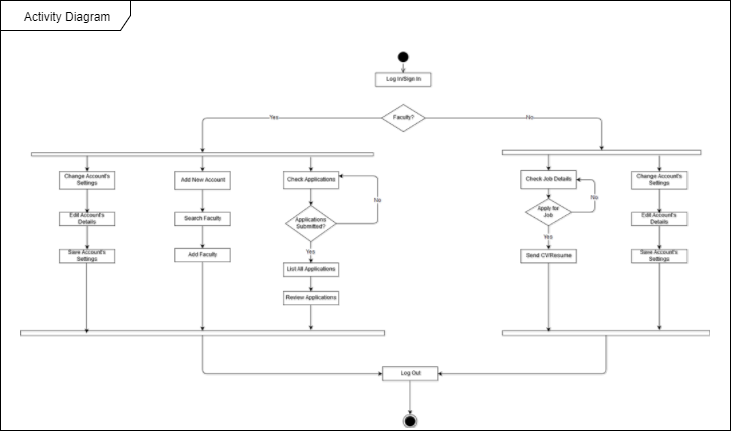 Activity Diagram
Log In/Sign In
Faculty?
Yes
No
Change Account's
Settings
Add New Account
Check Applications
Check Job Details
Change Account's
Settings
No
No
Edit Account's
Details
Search Faculty
Applications
Submitted?
Apply for
Job
Edit Account's
Details
Yes
Yes
Save Account's
Settings
Add Faculty
List All Applications
Send CV/Resume
Save Account's
Settings
Review Applications
Log Out